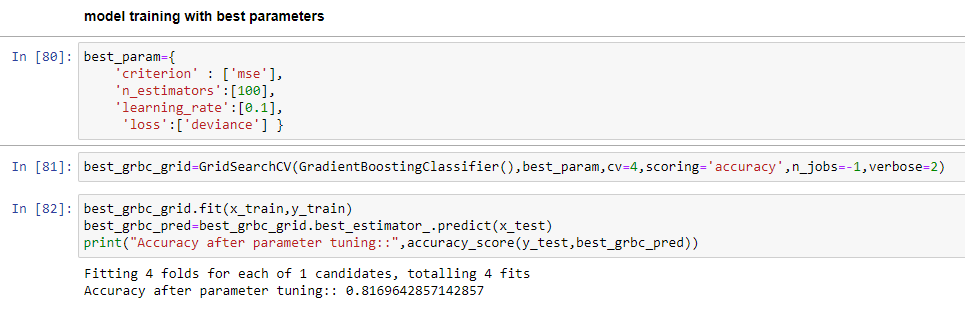 model training with best parameters
In [80]: best_param={
'criterion' : ['mse'],
'n_estimators':[100],
'learning_rate':[0.1],
'loss':['deviance'] }
In [81]: best_grbc_grid=GridSearchCV(GradientBoostingClassifier(),best_param,cv=4,scoring='accuracy',n_jobs=-1,verbose=2)
In [82]: best_grbc_grid.fit(x_train,y_train)
best_grbc_pred=best_grbc_grid.best_estimator_.predict(x_test)
print("Accuracy after parameter tuning::",accuracy_score(y_test,best_grbc_pred))
Fitting 4 folds for each of 1 candidates, totalling 4 fits
Accuracy after parameter tuning:: 0.8169642857142857